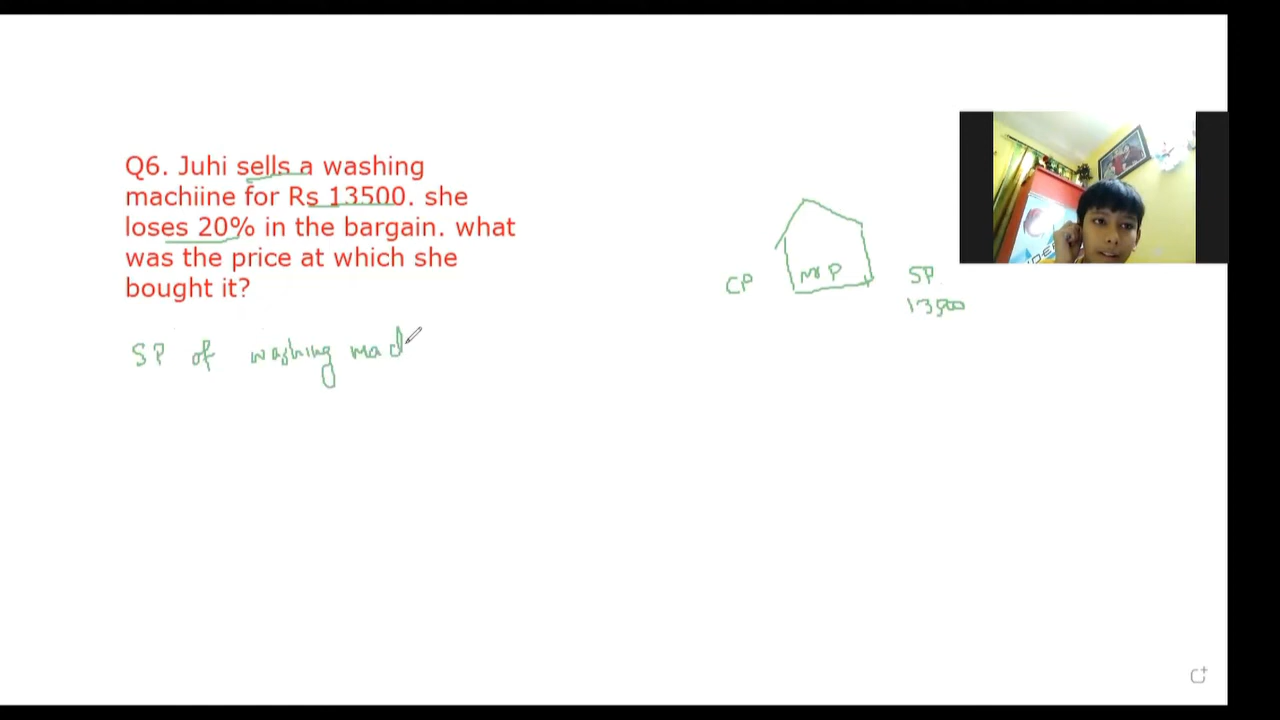 Q6. Juhi sells a washing
machiine for Rs 13500. she
loses 20% in the bargain. what
was the price at which she
bought it?
CP
MRP
SP
13500
SP of washing mac